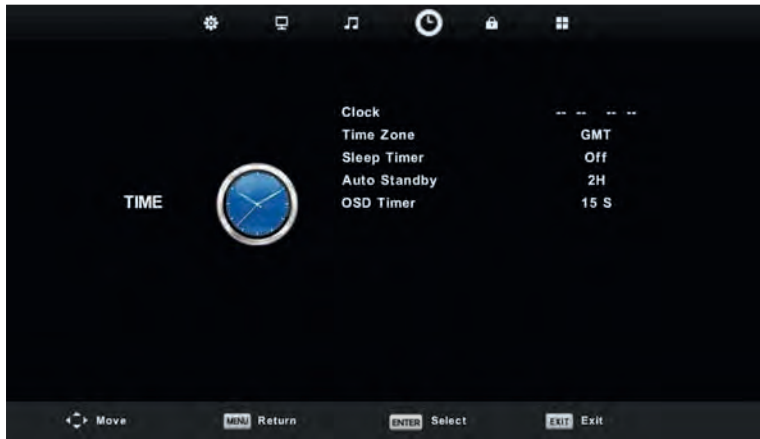 Clock -- -- -- --
Time Zone GMT
Sleep Timer Off
Auto Standby 2H
TIME
OSD Timer 15 S
Move MENU Return ENTER Select EXIT Exit